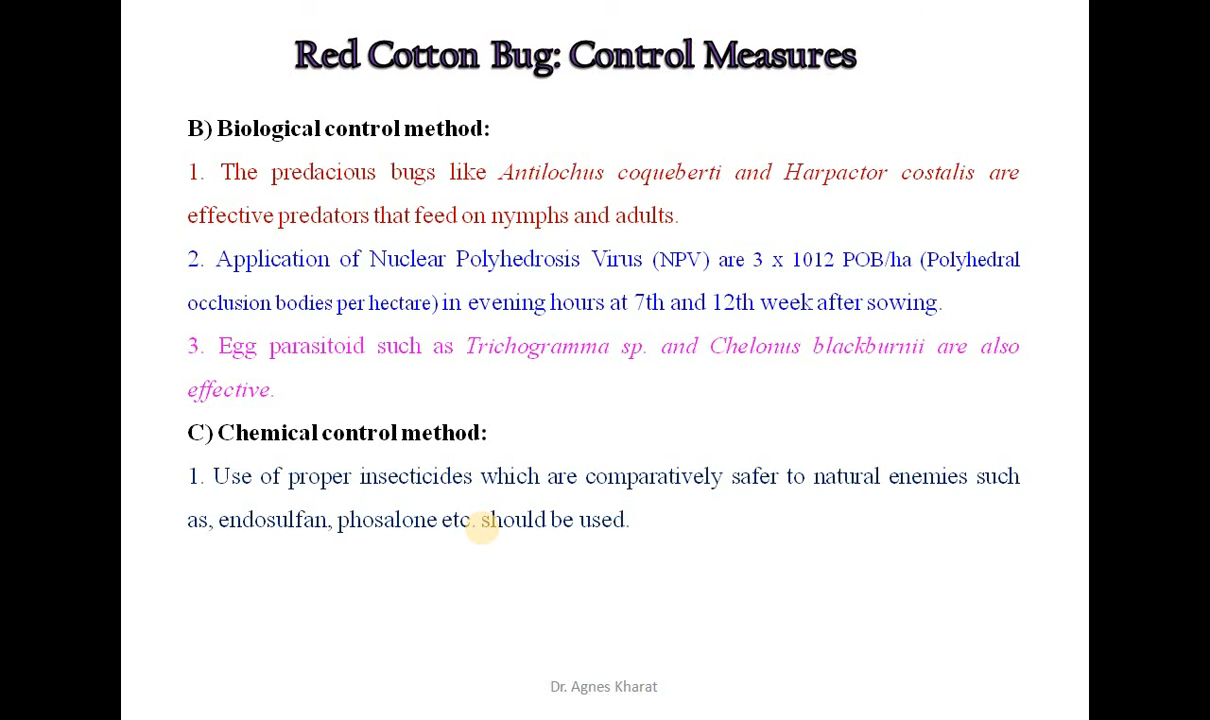 Red Cotton Bug: Control Measures
B) Biological control method:
1. The predacious bugs like Antilochus coqueberti and Harpactor costalis are
effective predators that feed on nymphs and adults.
2. Application of Nuclear Polyhedrosis Virus (NPV) are 3 x 1012 POB/ha (Polyhedral
occlusion bodies per hectare) in evening hours at 7th and 12th week after sowing.
3. Egg parasitoid such as Trichogramma sp. and Chelonus blackburnii are also
effective.
C) Chemical control method:
1. Use of proper insecticides which are comparatively safer to natural enemies such
as, endosulfan, phosalone etc. should be used.
Dr. Agnes Kharat